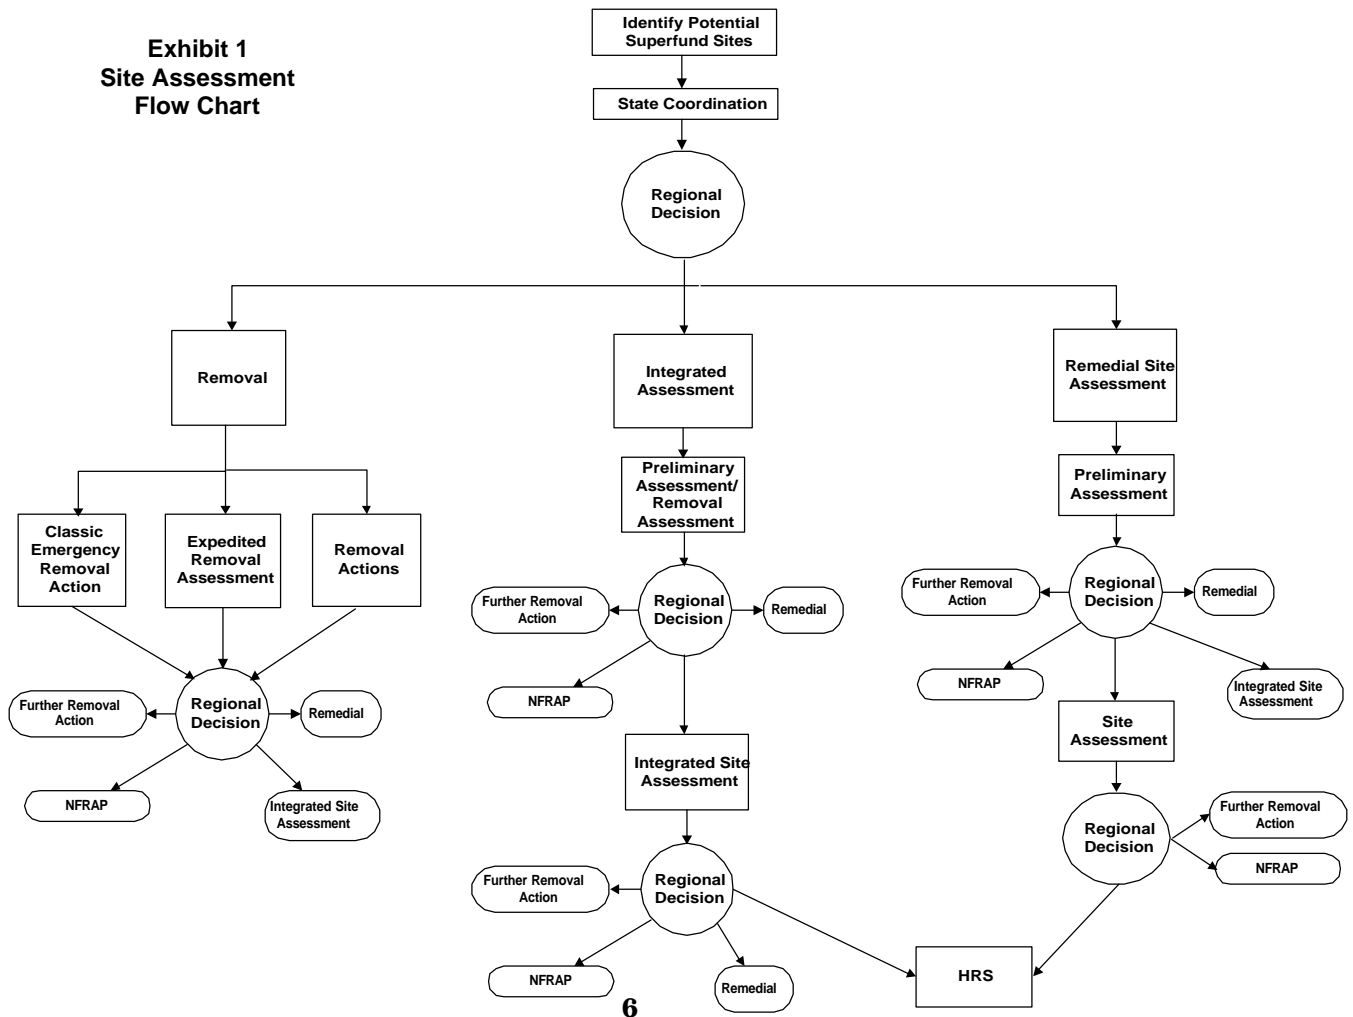 Exhibit 1
Site Assessment
Flow Chart
Identify Potential
Superfund Sites
State Coordination
Regional
Decision
Removal
Integrated
Assessment
Remedial Site
Assessment
Classic
Emergency
Removal
Action
Expedited
Removal
Assessment
Removal
Actions
Regional
Decision
Further Removal
Action
Remedial
NFRAP
Integrated Site
Assessment
Preliminary
Assessment/
Removal
Assessment
Regional
Decision
Further Removal
Action
Remedial
NFRAP
Integrated Site
Assessment
Regional
Decision
Further Removal
Action
NFRAP
Remedial
Preliminary
Assessment
Regional
Decision
Further Removal
Action
Remedial
NFRAP
Integrated Site
Assessment
Site
Assessment
Regional
Decision
Further Removal
Action
NFRAP
HRS
6